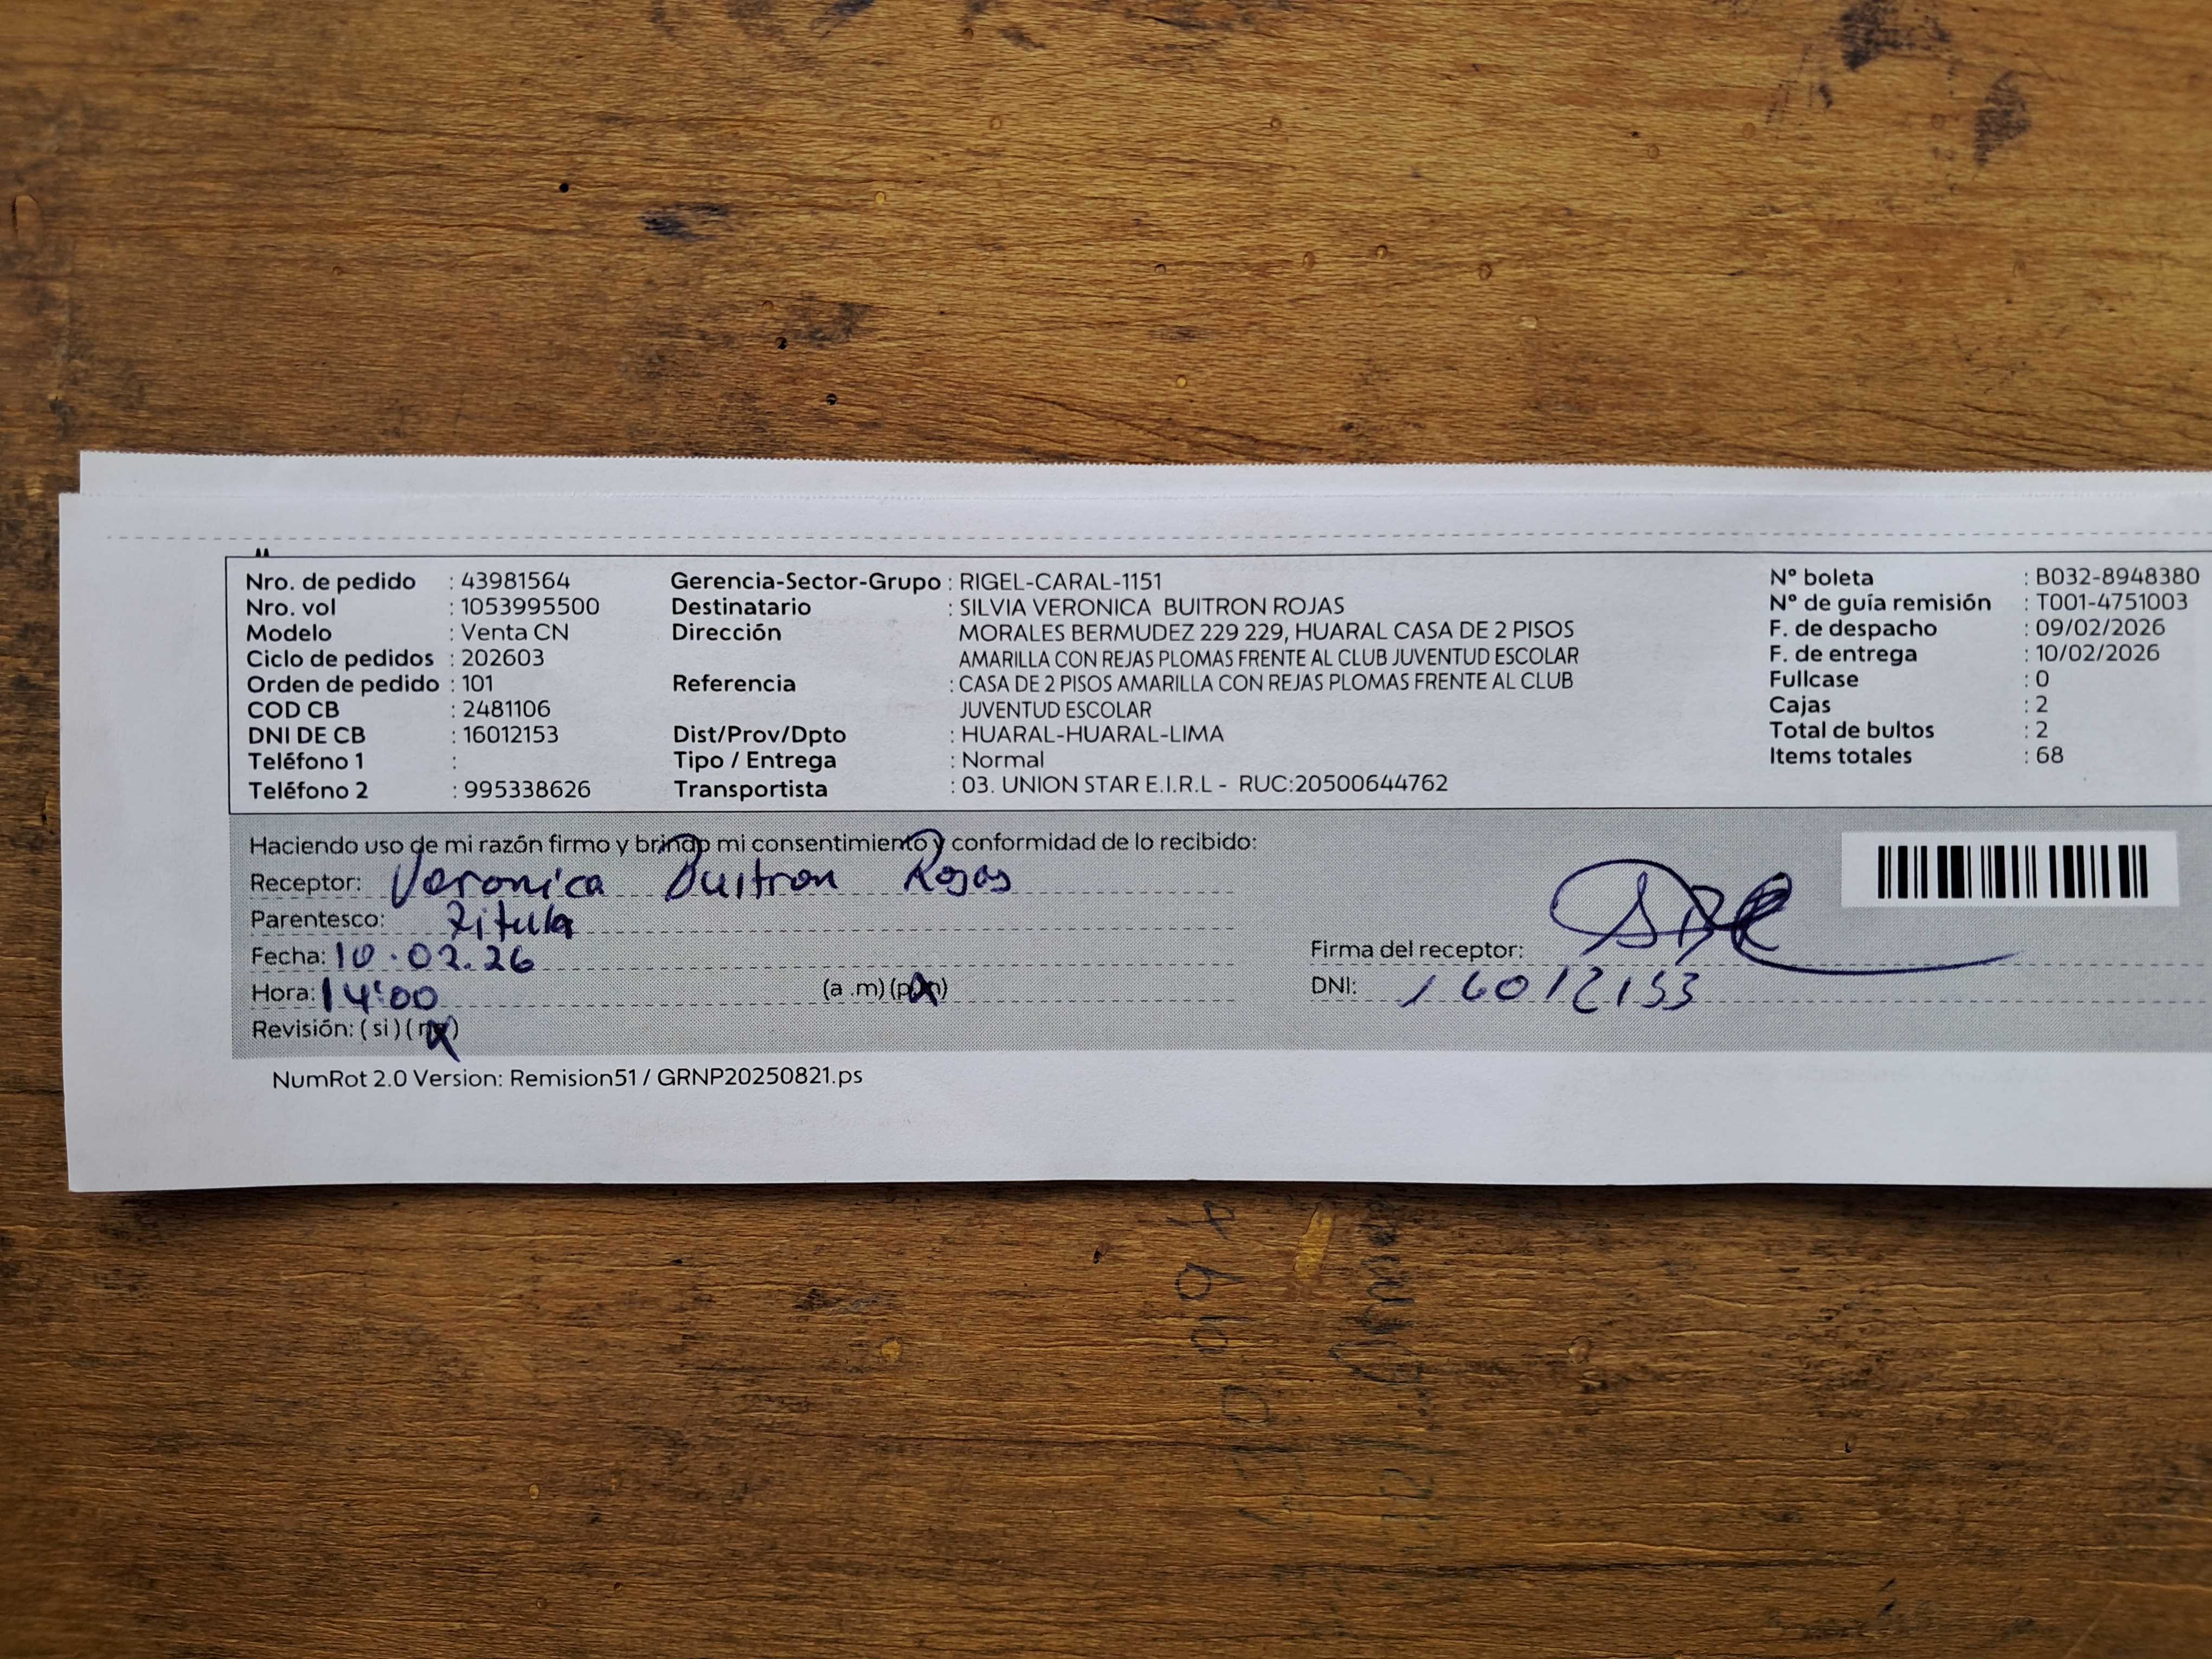 Nro. de pedido : 43981564 Gerencia-Sector-Grupo : RIGEL-CARAL-1151 N° boleta : B032-8948380
Nro. vol : 1053995500 Destinatario : SILVIA VERONICA BUITRON ROJAS N° de guía remisión : T001-4751003
Modelo : Venta CN Dirección MORALES BERMUDEZ 229 229, HUARAL CASA DE 2 PISOS F. de despacho : 09/02/2026
Ciclo de pedidos : 202603 AMARILLA CON REJAS PLOMAS FRENTE AL CLUB JUVENTUD ESCOLAR F. de entrega : 10/02/2026
Orden de pedido : 101 Referencia : CASA DE 2 PISOS AMARILLA CON REJAS PLOMAS FRENTE AL CLUB Fullcase : 0
COD CB : 2481106 JUVENTUD ESCOLAR Cajas : 2
DNI DE CB : 16012153 Dist/Prov/Dpto : HUARAL-HUARAL-LIMA Total de bultos : 2
Teléfono 1 : Tipo / Entrega : Normal Items totales : 68
Teléfono 2 : 995338626 Transportista : 03. UNION STAR E.I.R.L - RUC:20500644762
Haciendo uso de mi razón firmo y brindo mi consentimiento y conformidad de lo recibido:
Receptor: Veronica Buitron Rojas
Parentesco: Titular
Fecha: 10.02.26 Firma del receptor: SBR
Hora: 14:00 (a .m) (p.m) DNI: 16012153
Revisión: ( si ) ( no )
NumRot 2.0 Version: Remision51 / GRNP20250821.ps